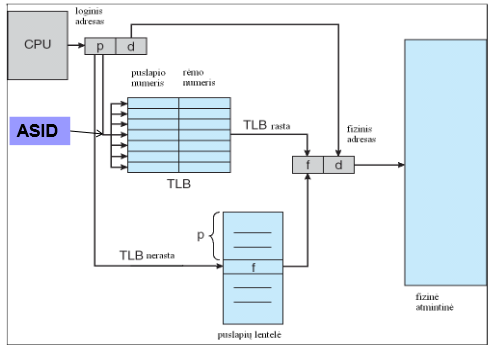 loginis
adresas
CPU
p d
puslapio
numeris
rėmo
numeris
ASID
TLB rasta
fizinis
adresas
TLB
f d
p
TLB nerasta
f
fizinė
atmintinė
puslapių lentelė